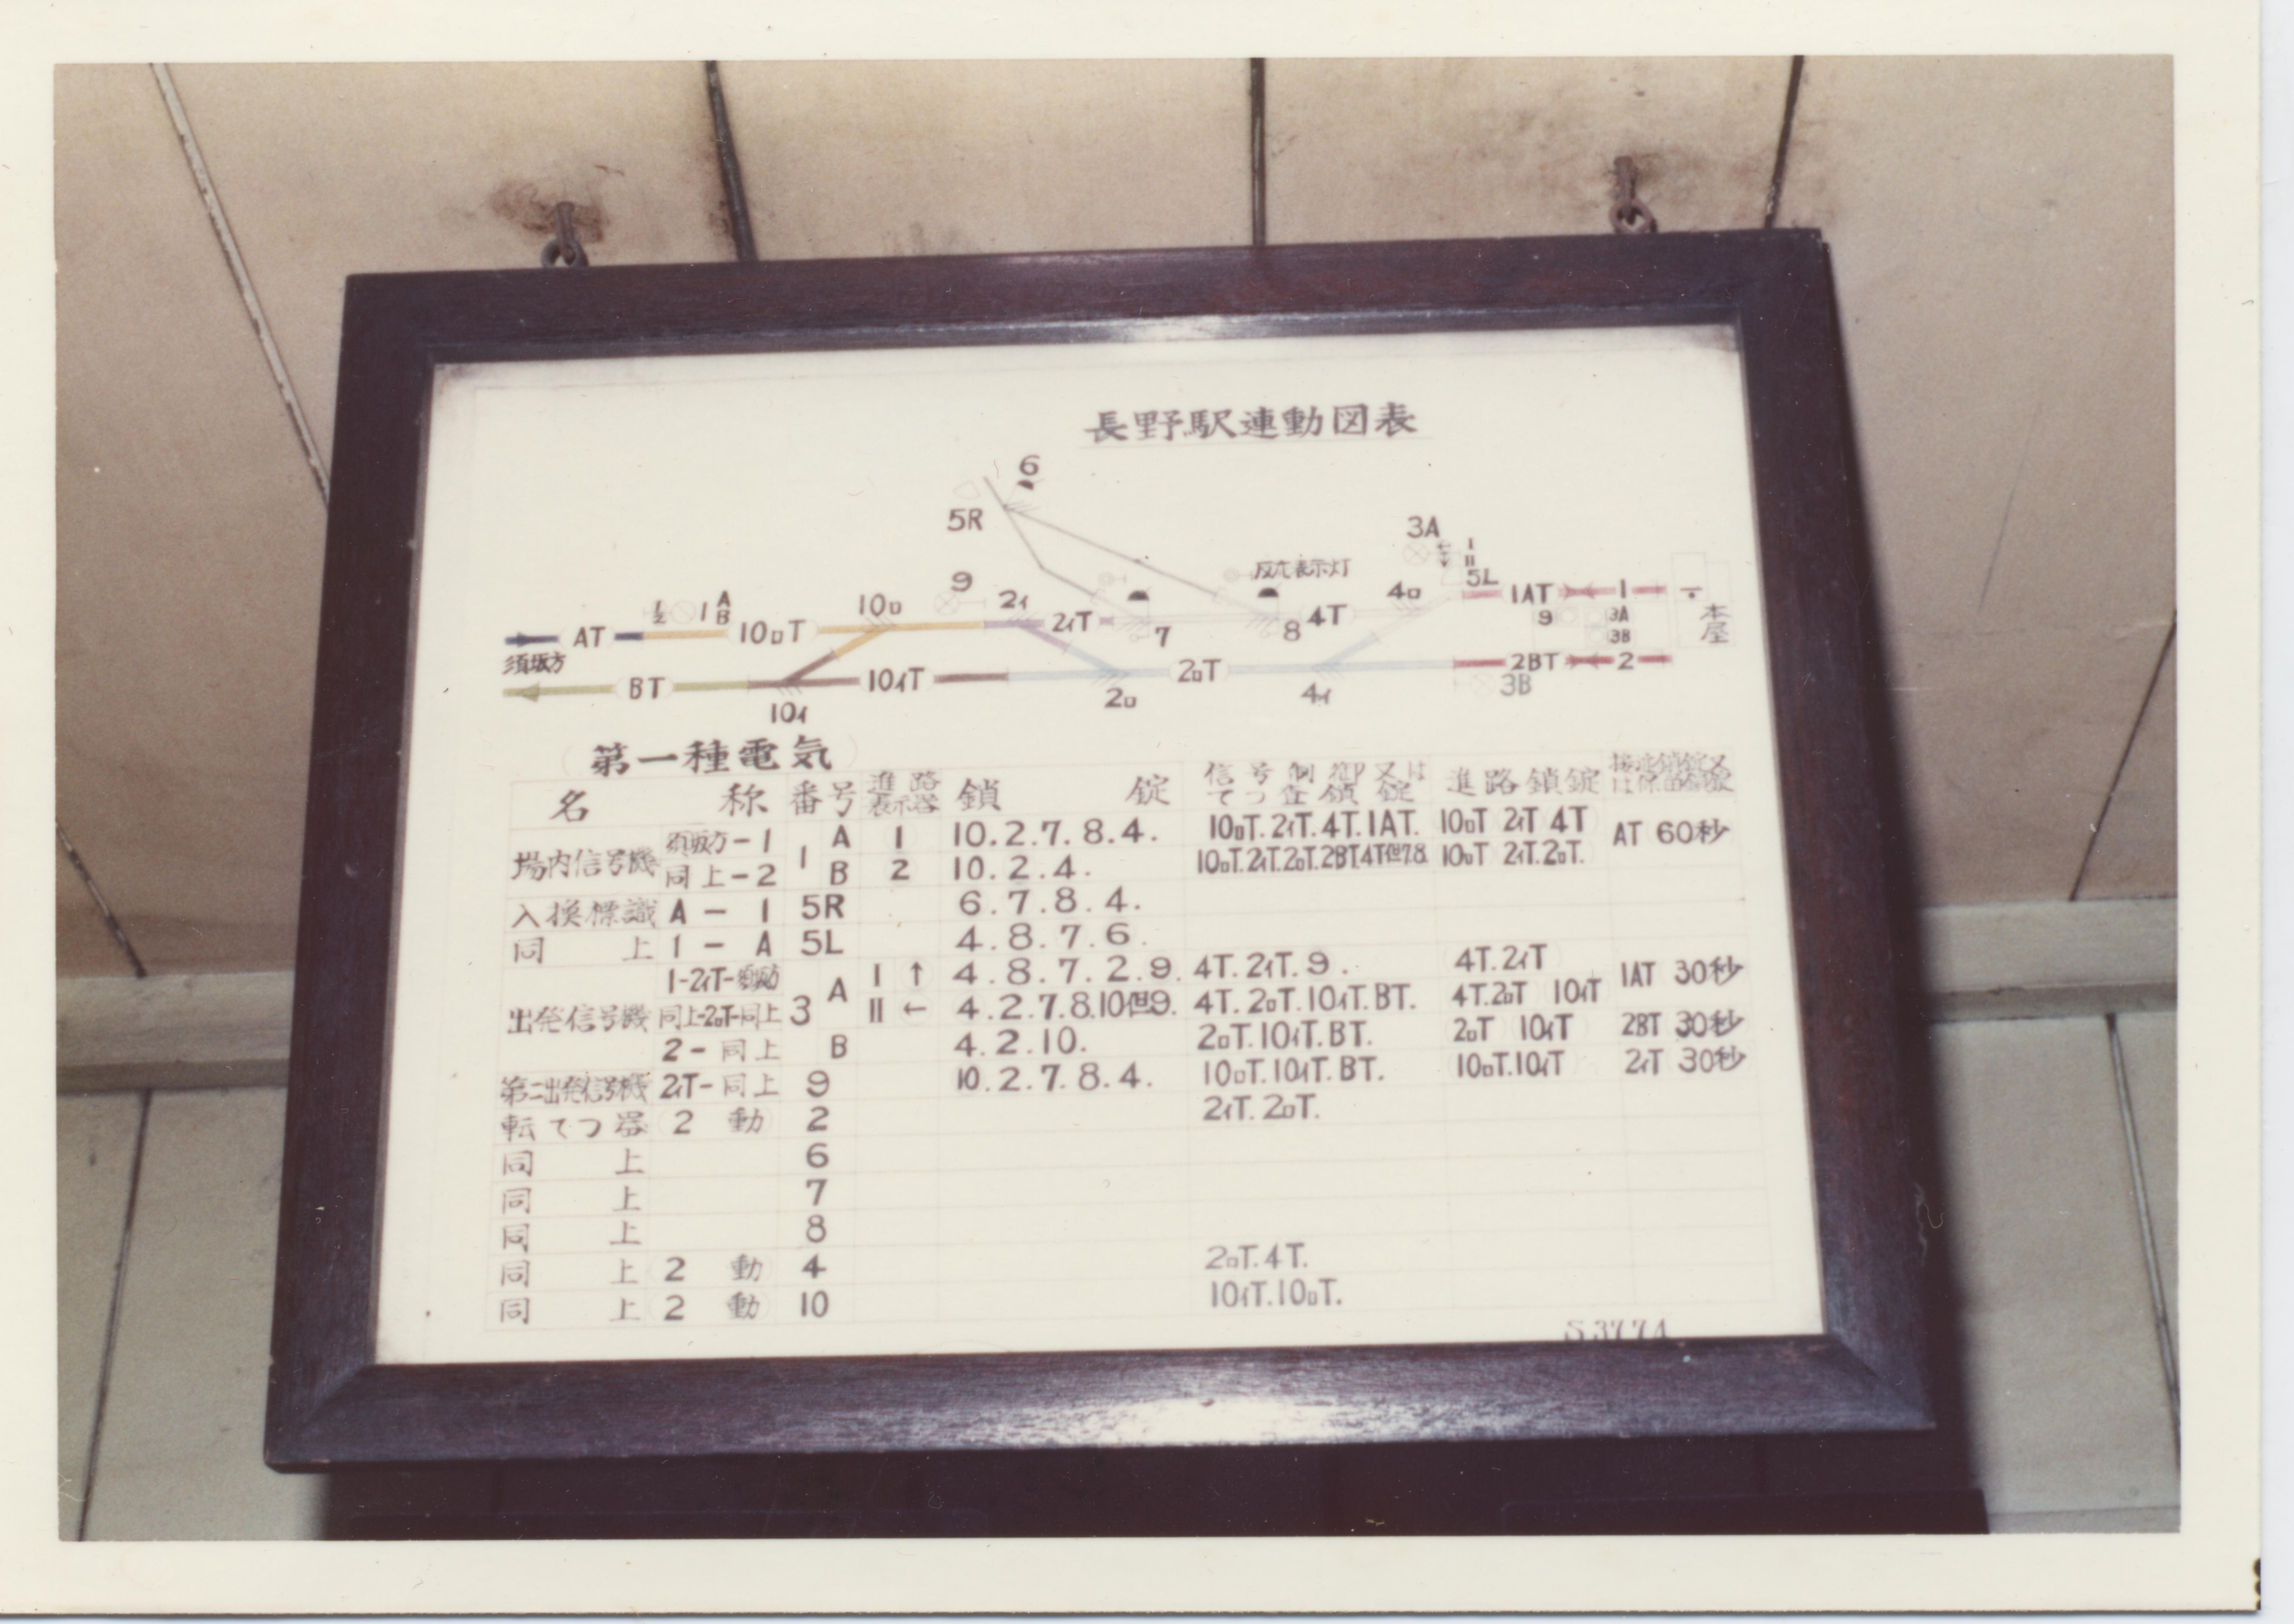 長野駅連動図表
6
5R
3A
I
II
5L
反応表示灯
9
1/2 1 A B
AT
10ロT
10ロ
2イ
2イT
7
8
4T
4ロ
1AT
1
9
3A
3B
本屋
須坂方
BT
10イT
10イ
2ロ
2ロT
4イ
2BT
2
3B
第一種電気
名 称 番号 進路表示器 鎖 錠 信号制御又はてっ査鎖錠 進路鎖錠 接近鎖錠又は保留鎖錠
場内信号機 須坂方-1 1 A 1 10.2.7.8.4. 10ロT.2イT.4T.1AT. 10ロT 2イT 4T AT 60秒
同上-2 B 2 10.2.4. 10ロT.2イT.2ロT.2BT.4T但7.8. 10ロT 2イT.2ロT.
入換標識 A-1 5R 6.7.8.4.
同上 1-A 5L 4.8.7.6.
出発信号機 1-2イT-須坂方 3 A I ↑ 4.8.7.2.9. 4T.2イT.9. 4T.2イT 1AT 30秒
同上-2ロT-同上 II ← 4.2.7.8.10但9. 4T.2ロT.10イT.BT. 4T.2ロT 10イT
2-同上 B 4.2.10. 2ロT.10イT.BT. 2ロT 10イT 2BT 30秒
第二出発信号機 2イT-同上 9 10.2.7.8.4. 10ロT.10イT.BT. 10ロT.10イT 2イT 30秒
転てつ器 2動 2 2イT.2ロT.
同上 6
同上 7
同上 8
同上 2動 4 2ロT.4T.
同上 2動 10 10イT.10ロT.
S37.7.4